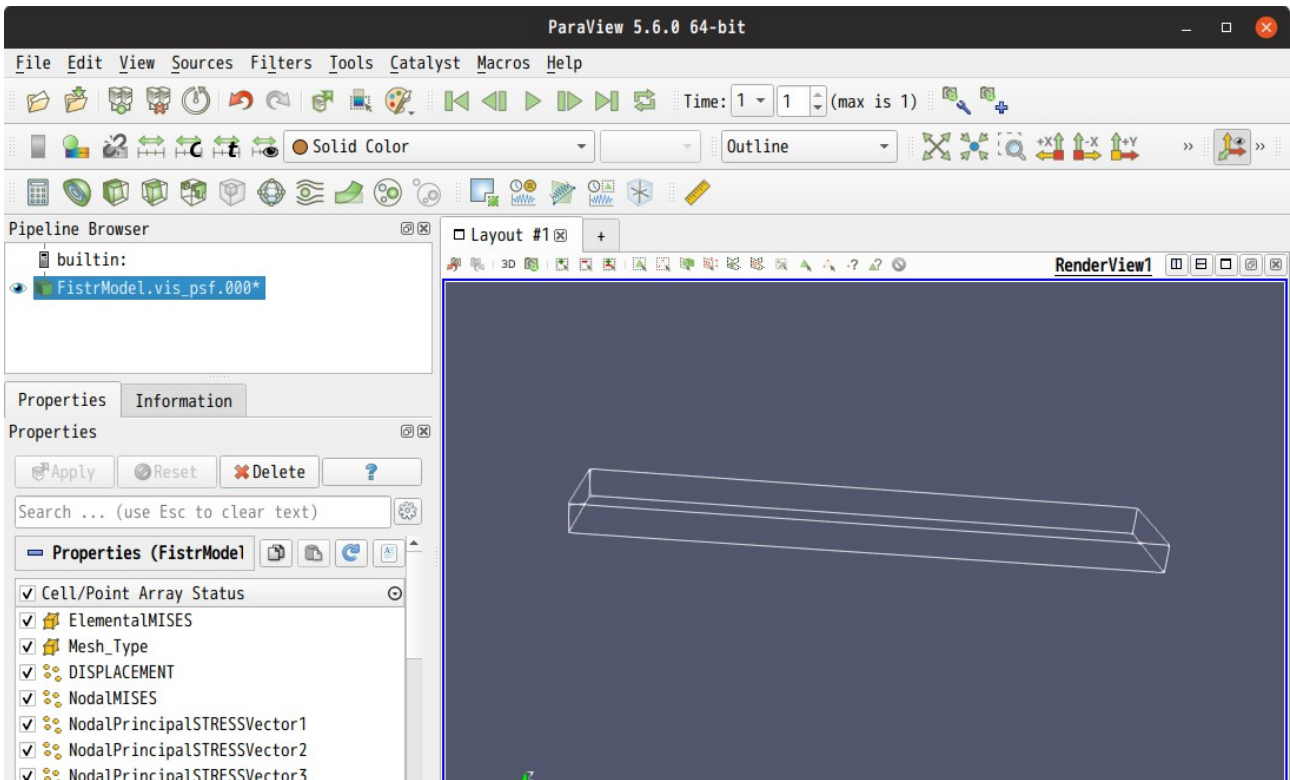 ParaView 5.6.0 64-bit
File Edit View Sources Filters Tools Catalyst Macros Help
Time: 1 1 (max is 1)
Solid Color Outline +X -X +Y
Pipeline Browser
builtin:
FistrModel.vis_psf.000*
Layout #1 +
3D RenderView1
Properties Information
Properties
Apply Reset Delete ?
Search ... (use Esc to clear text)
Properties (FistrModel
Cell/Point Array Status
ElementalMISES
Mesh_Type
DISPLACEMENT
NodalMISES
NodalPrincipalSTRESSVector1
NodalPrincipalSTRESSVector2
NodalPrincipalSTRESSVector3